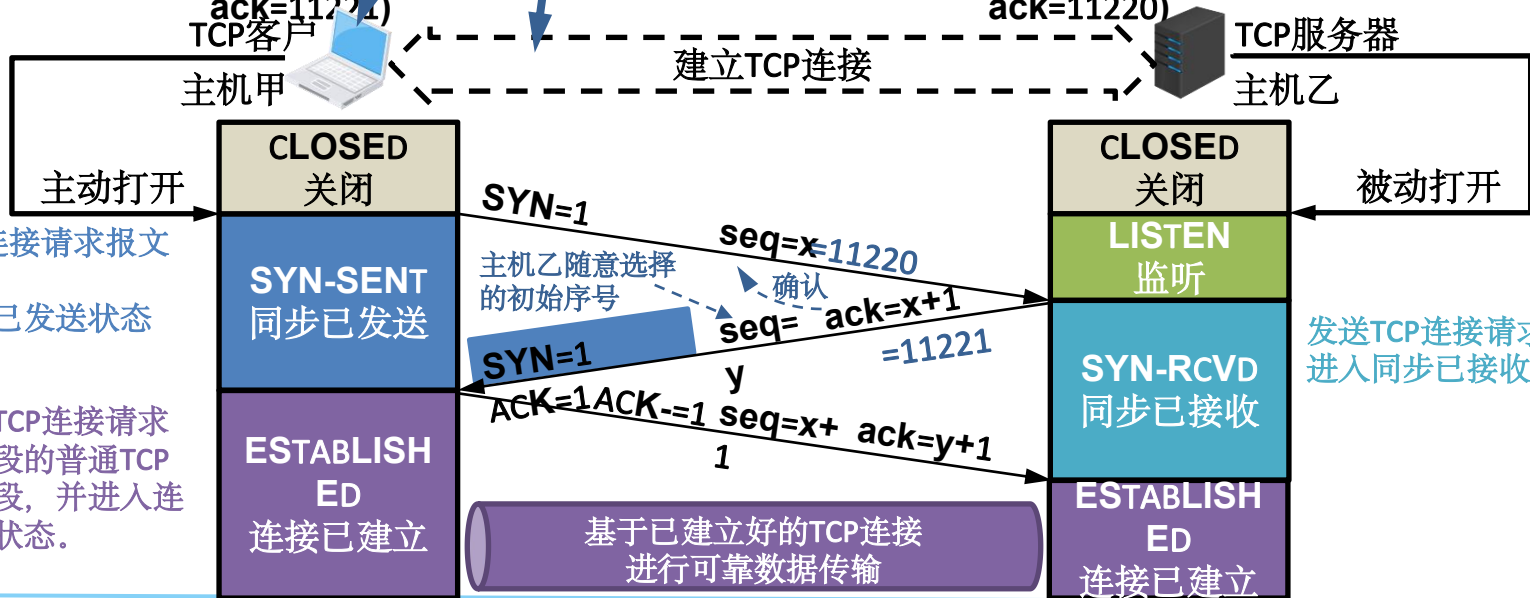 ack=11221)
ack=11220)
TCP客户
TCP服务器
建立TCP连接
主机甲
主机乙
CLOSED
关闭
CLOSED
关闭
主动打开
被动打开
SYN=1
seq=x=11220
连接请求报文
已发送状态
SYN-SENT
同步已发送
主机乙随意选择
的初始序号
确认
LISTEN
监听
seq=
y
ack=x+1
=11221
SYN=1
ACK=1
发送TCP连接请求
进入同步已接收
SYN-RCVD
同步已接收
TCP连接请求
段的普通TCP
段，并进入连
状态。
ACK-=1
seq=x+
1
ack=y+1
ESTABLISH
ED
连接已建立
ESTABLISH
ED
连接已建立
基于已建立好的TCP连接
进行可靠数据传输